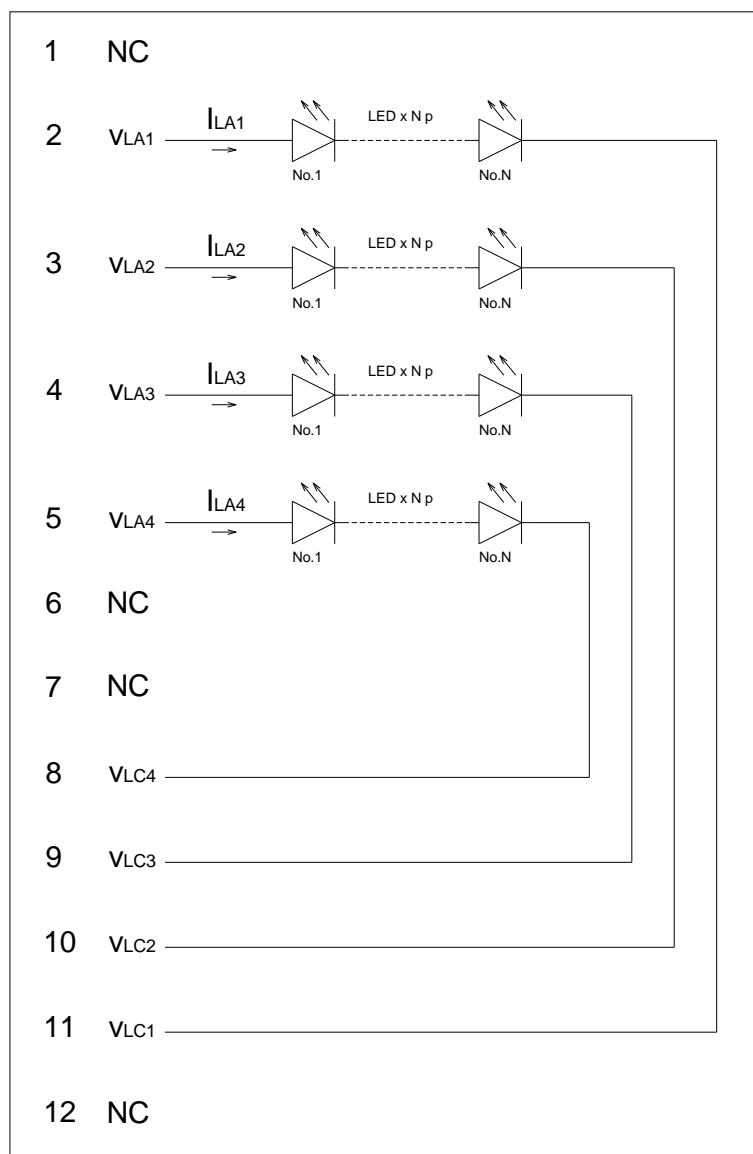 1 NC
LED x N p
2 VLA1 ILA1
No.1 No.N
LED x N p
3 VLA2 ILA2
No.1 No.N
LED x N p
4 VLA3 ILA3
No.1 No.N
LED x N p
5 VLA4 ILA4
No.1 No.N
6 NC
7 NC
8 VLC4
9 VLC3
10 VLC2
11 VLC1
12 NC